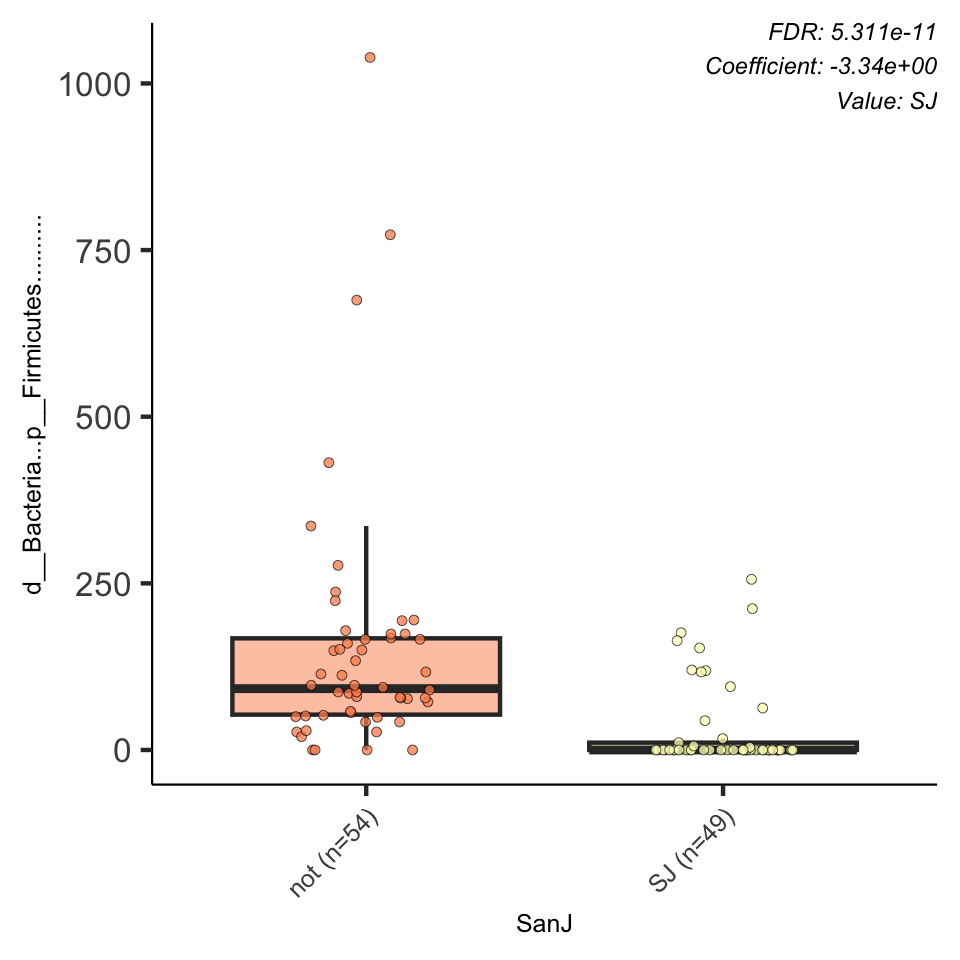 FDR: 5.311e-11
Coefficient: -3.34e+00
Value: SJ
1000
750
500
250
0
d__Bacteria...p__Firmicutes..........
not (n=54)
SJ (n=49)
SanJ